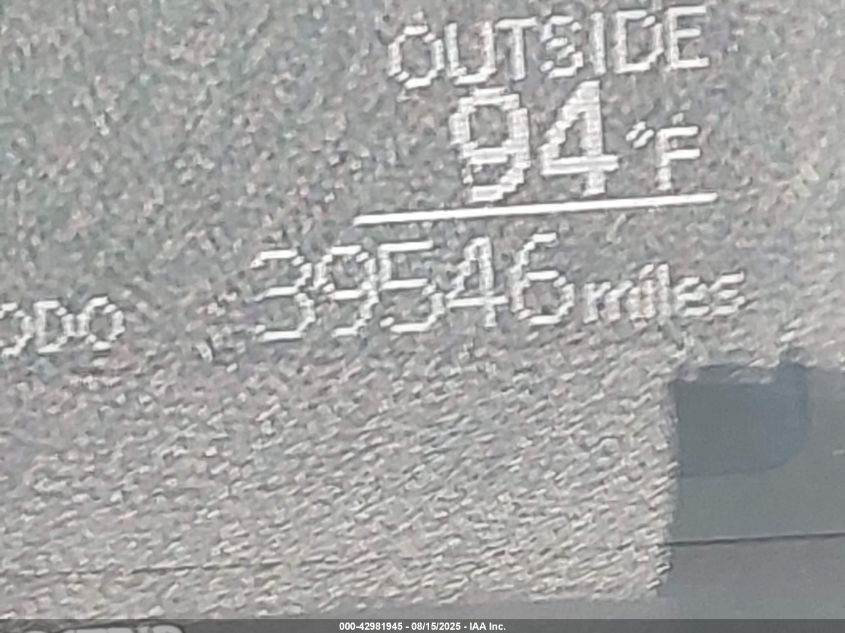 OUTSIDE
94°F
ODO 39546 miles
000-42981945 - 08/15/2025 - IAA Inc.